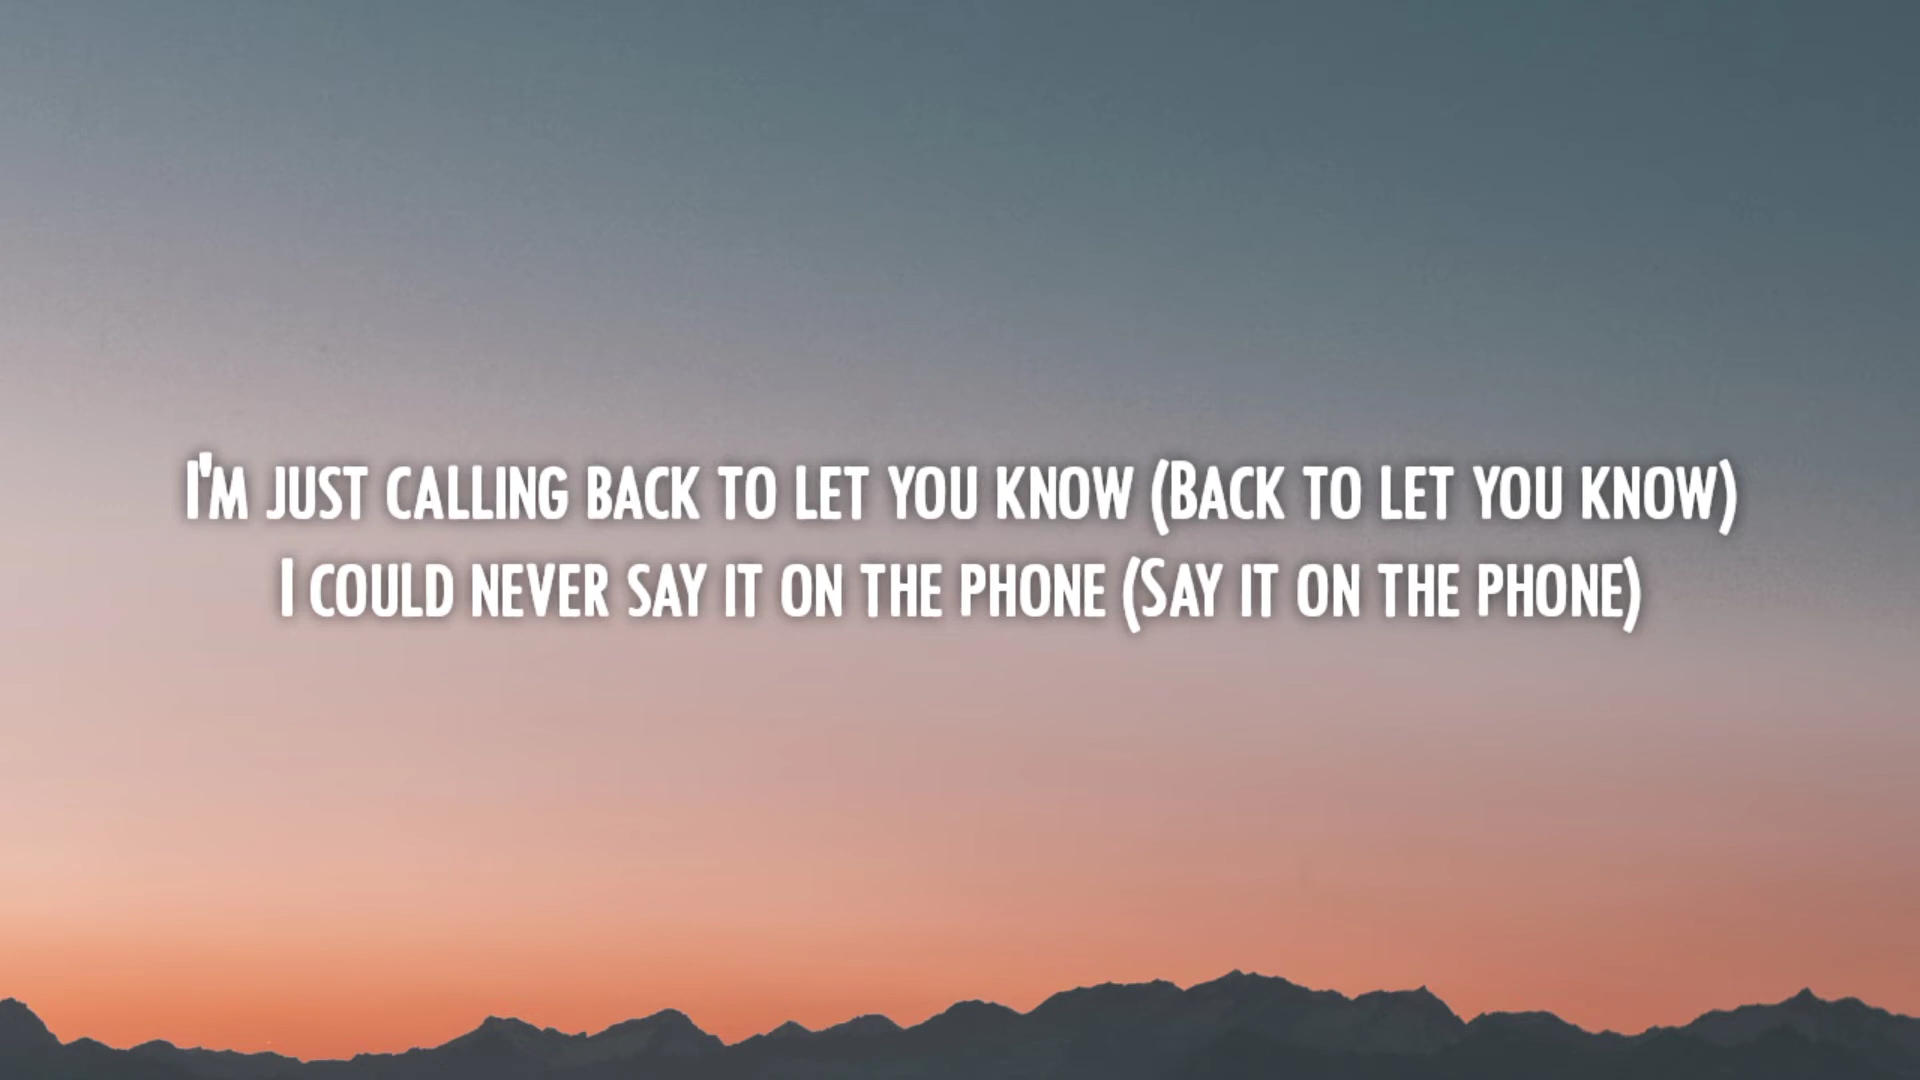 I'm just calling back to let you know (Back to let you know)
I could never say it on the phone (Say it on the phone)